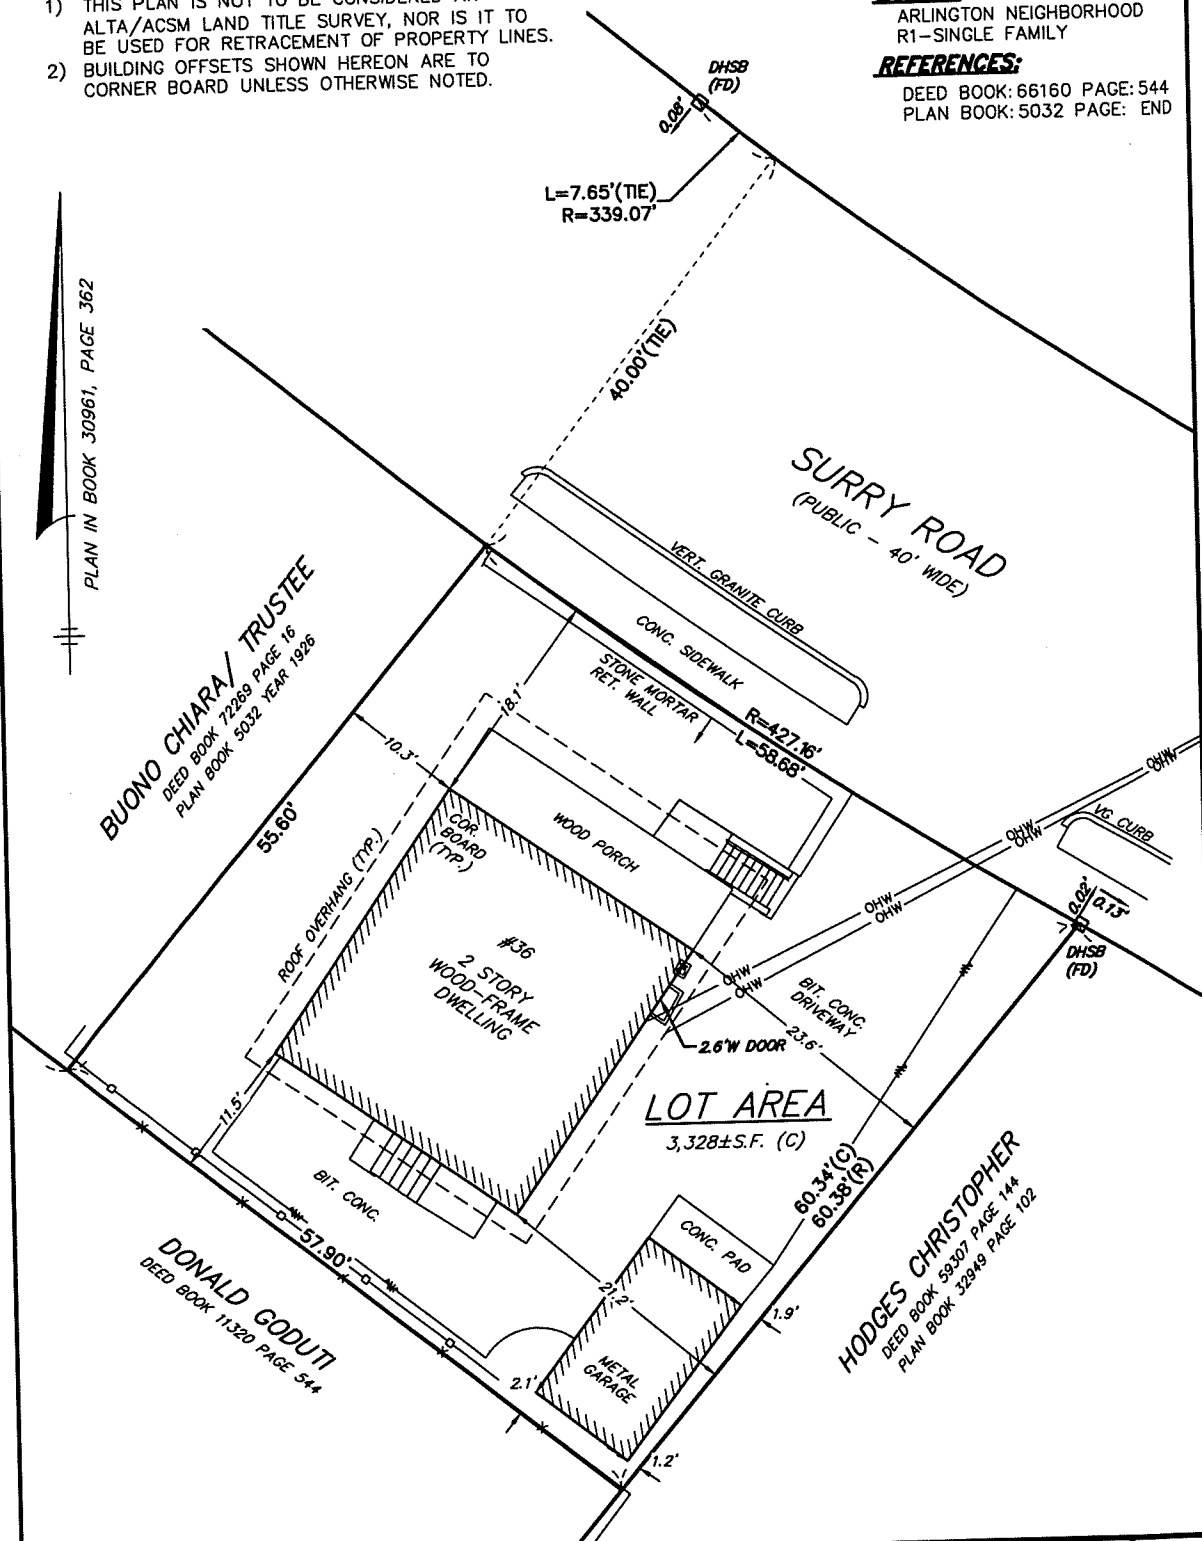 1) THIS PLAN IS NOT TO BE CONSIDERED AN
ALTA/ACSM LAND TITLE SURVEY, NOR IS IT TO
BE USED FOR RETRACEMENT OF PROPERTY LINES.
2) BUILDING OFFSETS SHOWN HEREON ARE TO
CORNER BOARD UNLESS OTHERWISE NOTED.
ARLINGTON NEIGHBORHOOD
R1-SINGLE FAMILY
REFERENCES:
DEED BOOK: 66160 PAGE: 544
PLAN BOOK: 5032 PAGE: END
DHSB
(FD)
0.08'
L=7.65'(TIE)
R=339.07'
PLAN IN BOOK 30961, PAGE 362
40.00'(TIE)
SURRY ROAD
(PUBLIC - 40' WIDE)
VERT. GRANITE CURB
CONC. SIDEWALK
STONE MORTAR
RET. WALL
R=427.16'
L=58.68'
BUONO CHIARA/ TRUSTEE
DEED BOOK 72269 PAGE 16
PLAN BOOK 5032 YEAR 1926
18.1'
10.3'
55.60'
OHW
OHW
VG CURB
OHW
OHW
WOOD PORCH
COR.
BOARD
(TYP.)
ROOF OVERHANG (TYP.)
OHW
OHW
0.02'
0.13'
DHSB
(FD)
#36
2 STORY
WOOD-FRAME
DWELLING
OHW
OHW
BIT. CONC.
DRIVEWAY
23.6'
2.6'W DOOR
LOT AREA
3,328±S.F. (C)
11.5'
BIT. CONC.
60.34'(C)
60.38'(R)
57.90'
DONALD GODUTI
DEED BOOK 11320 PAGE 544
CONC. PAD
21.2'
1.9'
HODGES CHRISTOPHER
DEED BOOK 59307 PAGE 144
PLAN BOOK 32949 PAGE 102
METAL
GARAGE
2.1'
1.2'